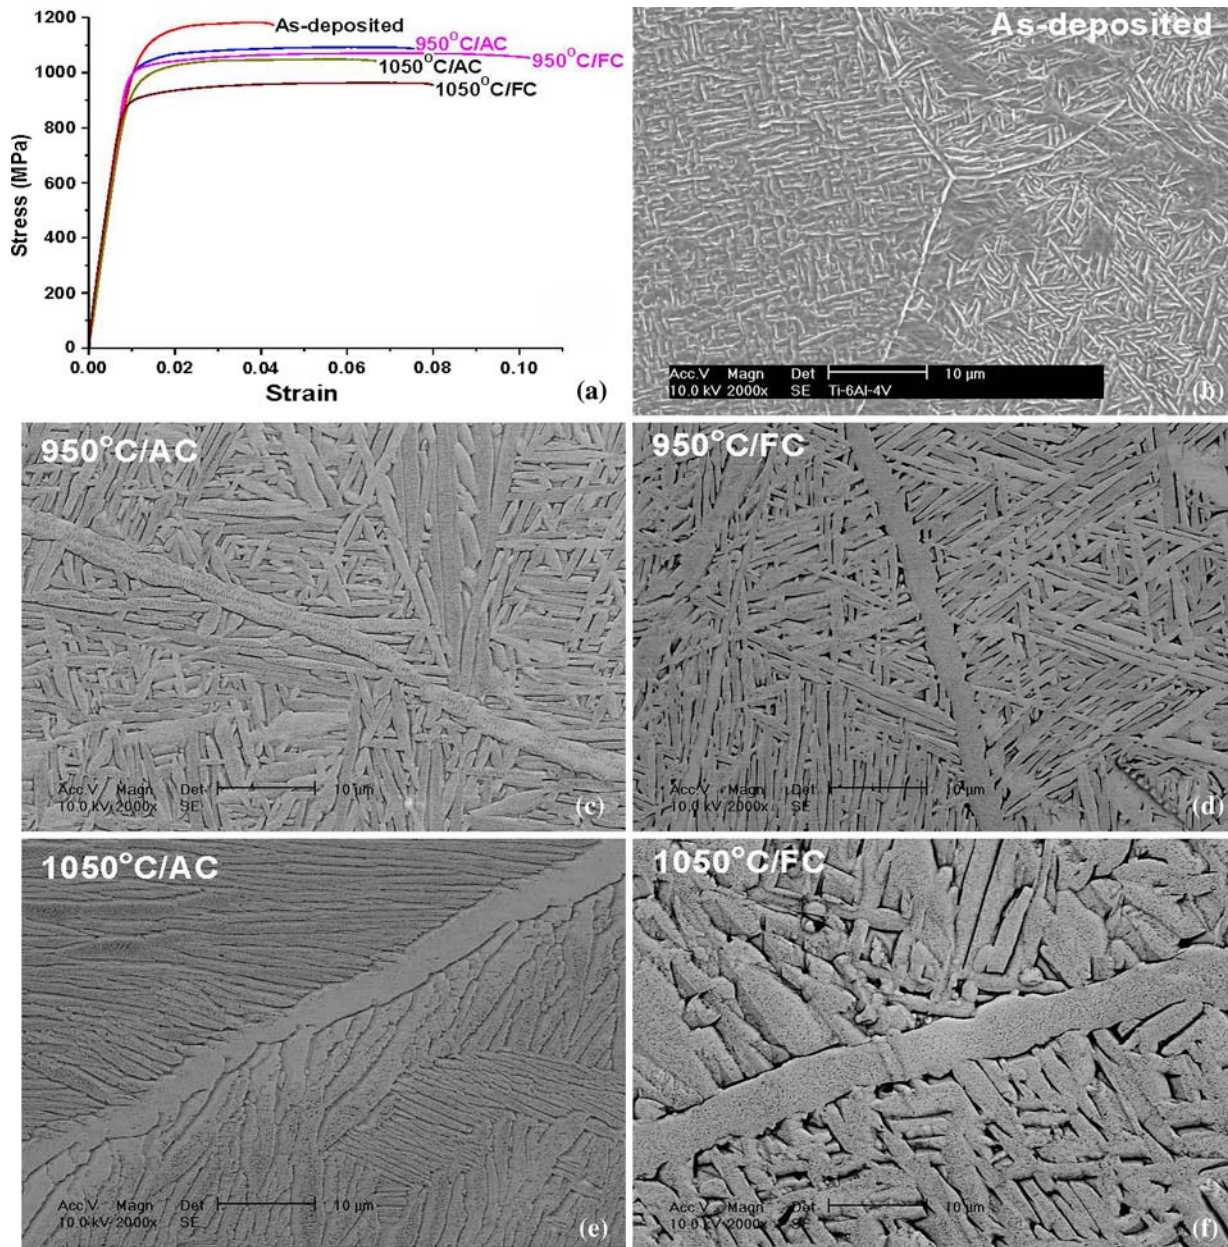 Stress (MPa)
1200
1000
800
600
400
200
0
0.00 0.02 0.04 0.06 0.08 0.10
Strain
As-deposited
950°C/AC
950°C/FC
1050°C/AC
1050°C/FC
(a)
As-deposited
Acc.V Magn Det 10 µm
10.0 kV 2000x SE Ti-6Al-4V
(b)
950°C/AC
Acc.V Magn Det 10 µm
10.0 kV 2000x SE
(c)
950°C/FC
Acc.V Magn Det 10 µm
10.0 kV 2000x SE
(d)
1050°C/AC
Acc.V Magn Det 10 µm
10.0 kV 2000x SE
(e)
1050°C/FC
Acc.V Magn Det 10 µm
10.0 kV 2000x SE
(f)